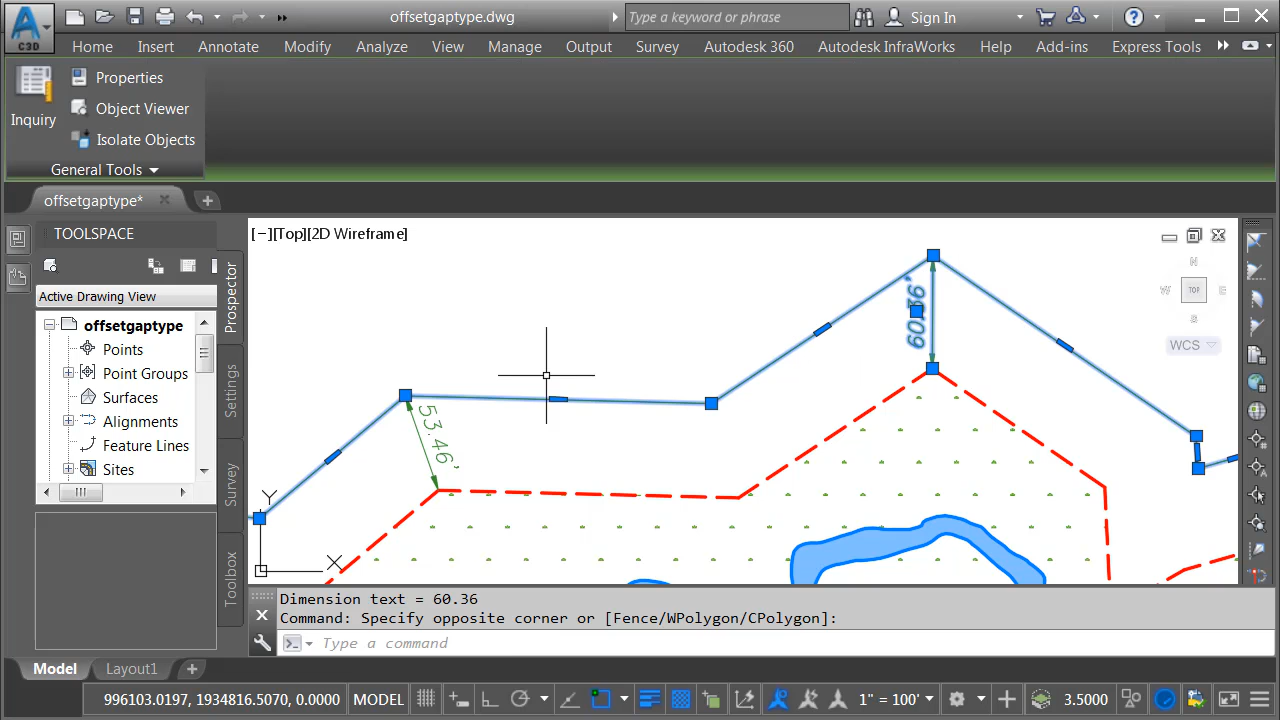 offsetgaptype.dwg
Type a keyword or phrase
Sign In
C3D
Home Insert Annotate Modify Analyze View Manage Output Survey Autodesk 360 Autodesk InfraWorks Help Add-ins Express Tools
Inquiry
Properties
Object Viewer
Isolate Objects
General Tools
offsetgaptype*
TOOLSPACE
Active Drawing View
offsetgaptype
Points
Point Groups
Surfaces
Alignments
Feature Lines
Sites
Prospector
Settings
Survey
Toolbox
[−][Top][2D Wireframe]
N
W TOP E
S
WCS
60.36'
53.46'
Y
X
Dimension text = 60.36
Command: Specify opposite corner or [Fence/WPolygon/CPolygon]:
Type a command
Model Layout1
996103.0197, 1934816.5070, 0.0000 MODEL 1" = 100' 3.5000